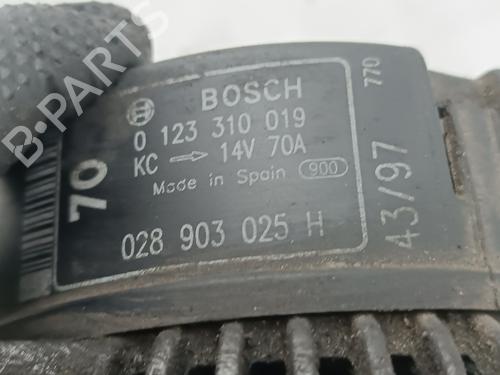 BOSCH
0 123 310 019
KC → 14V 70A
Made in Spain 900
028 903 025 H
70
43/97
770